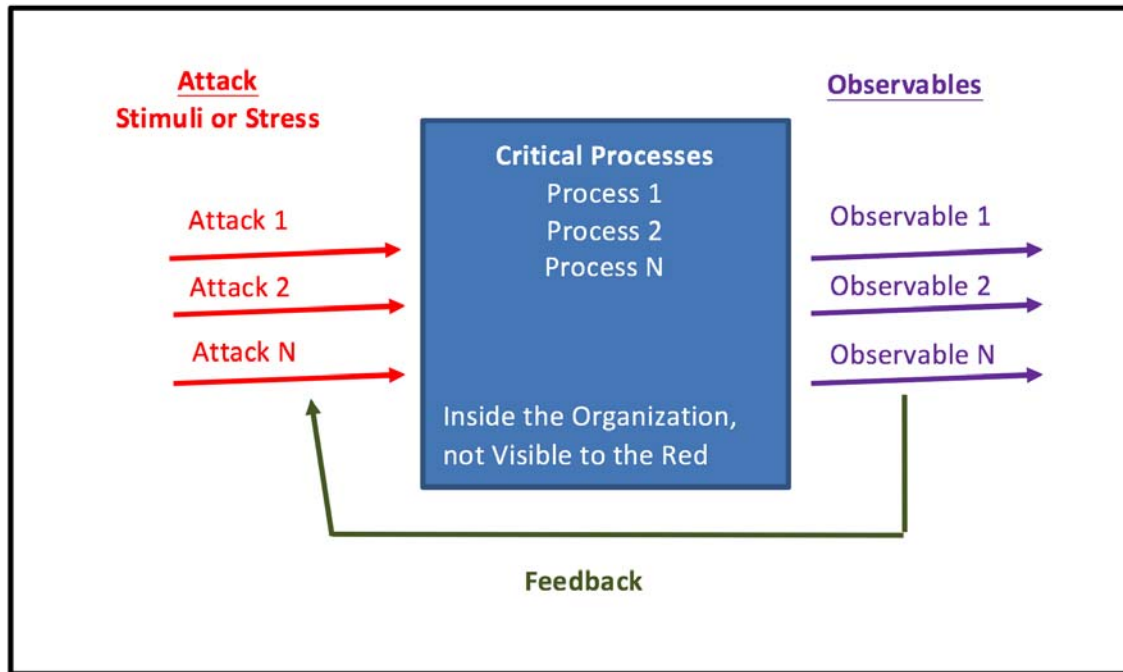 Attack
Stimuli or Stress
Attack 1
Attack 2
Attack N
Critical Processes
Process 1
Process 2
Process N
Inside the Organization,
not Visible to the Red
Observables
Observable 1
Observable 2
Observable N
Feedback